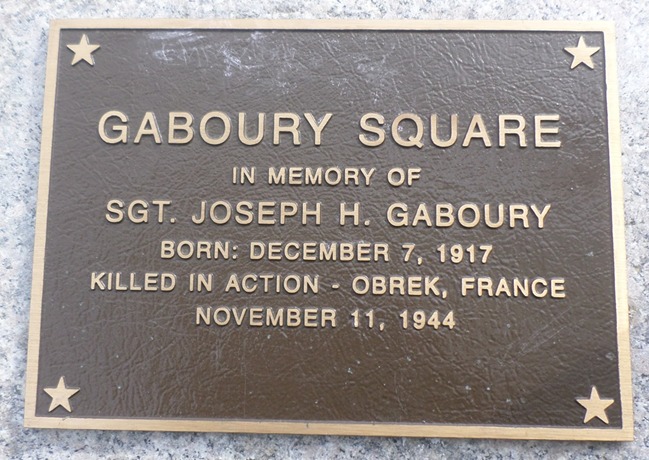 GABOURY SQUARE
IN MEMORY OF
SGT. JOSEPH H. GABOURY
BORN: DECEMBER 7, 1917
KILLED IN ACTION - OBREK, FRANCE
NOVEMBER 11, 1944